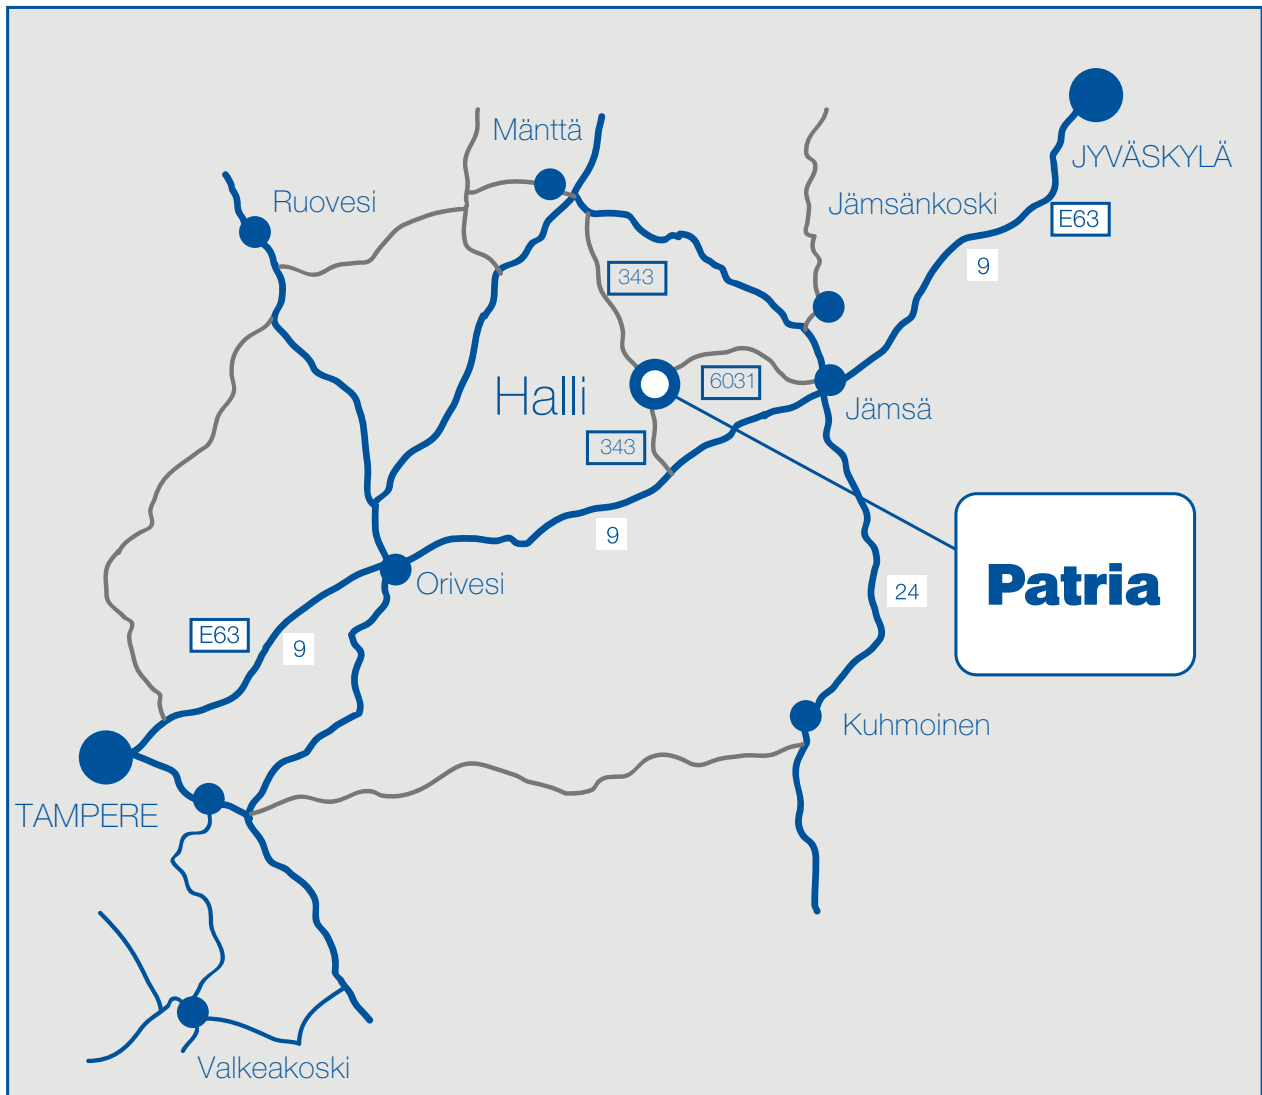 Mänttä
JYVÄSKYLÄ
Ruovesi
Jämsänkoski
E63
9
343
6031
Halli
Jämsä
343
9
Patria
Orivesi
24
E63
9
Kuhmoinen
TAMPERE
Valkeakoski